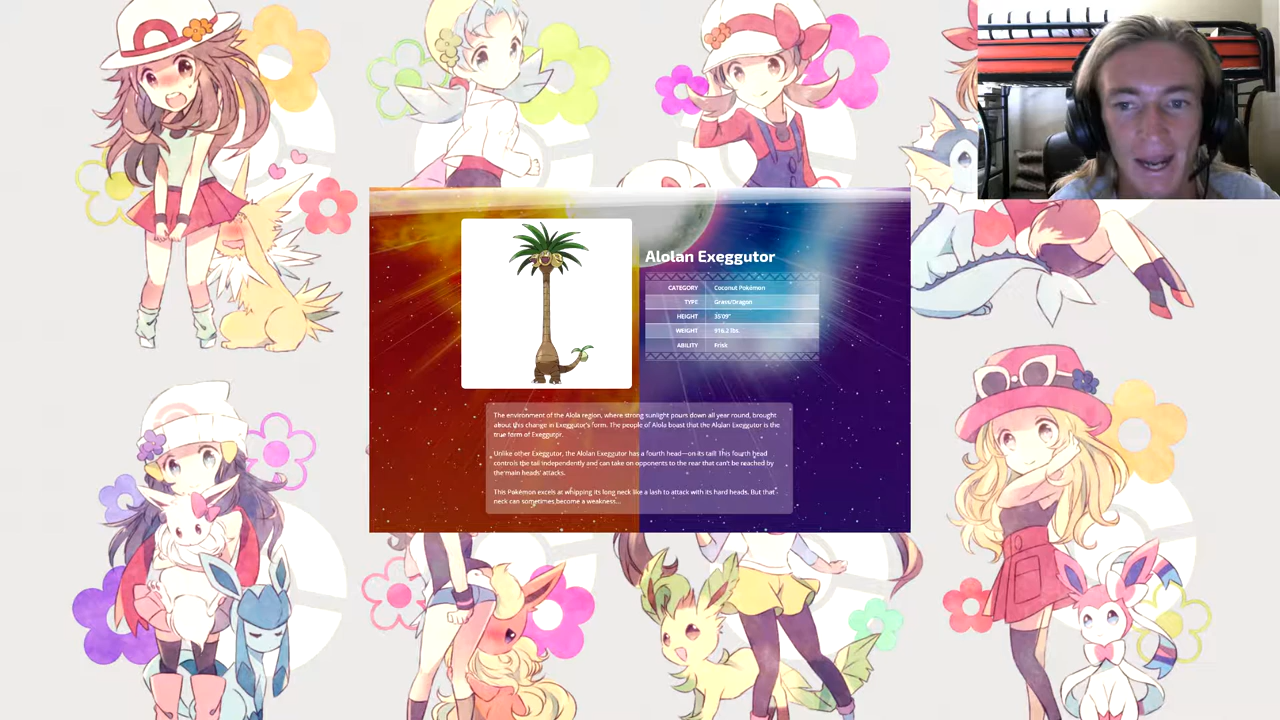 Alolan Exeggutor
CATEGORY Coconut Pokémon
TYPE Grass/Dragon
HEIGHT 35'09"
WEIGHT 916.2 lbs.
ABILITY Frisk
The environment of the Alola region, where strong sunlight pours down all year round, brought
about this change in Exeggutor's form. The people of Alola boast that the Alolan Exeggutor is the
true form of Exeggutor.
Unlike other Exeggutor, the Alolan Exeggutor has a fourth head—on its tail! This fourth head
controls the tail independently and can take on opponents to the rear that can't be reached by
the main heads' attacks.
This Pokémon excels at whipping its long neck like a lash to attack with its hard heads. But that
neck can sometimes become a weakness...